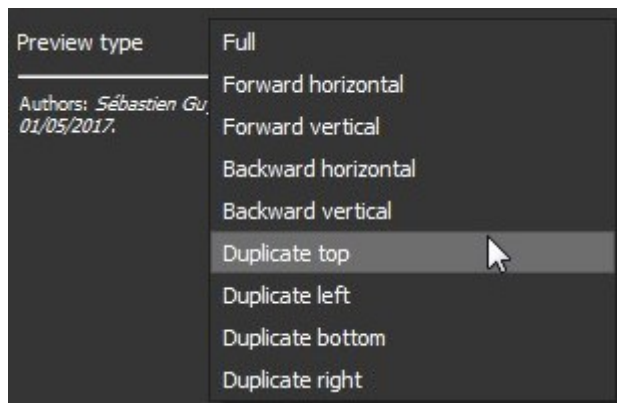 Preview type
Full
Forward horizontal
Forward vertical
Backward horizontal
Backward vertical
Duplicate top
Duplicate left
Duplicate bottom
Duplicate right
Authors: Sébastien
01/05/2017.